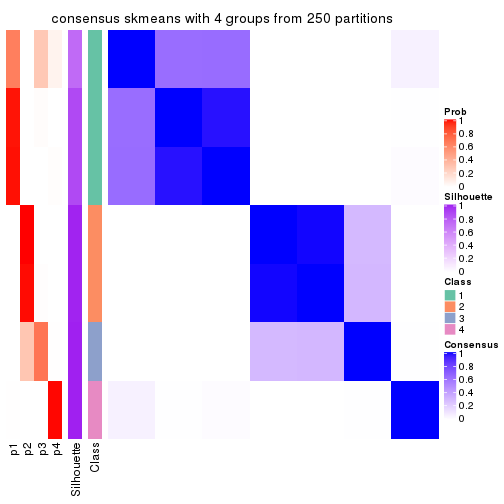 consensus skmeans with 4 groups from 250 partitions
Prob
1
0.8
0.6
0.4
0.2
0
Silhouette
1
0.8
0.6
0.4
0.2
0
Class
1
2
3
4
Consensus
1
0.8
0.6
0.4
0.2
0
p1
p2
p3
p4
Silhouette
Class